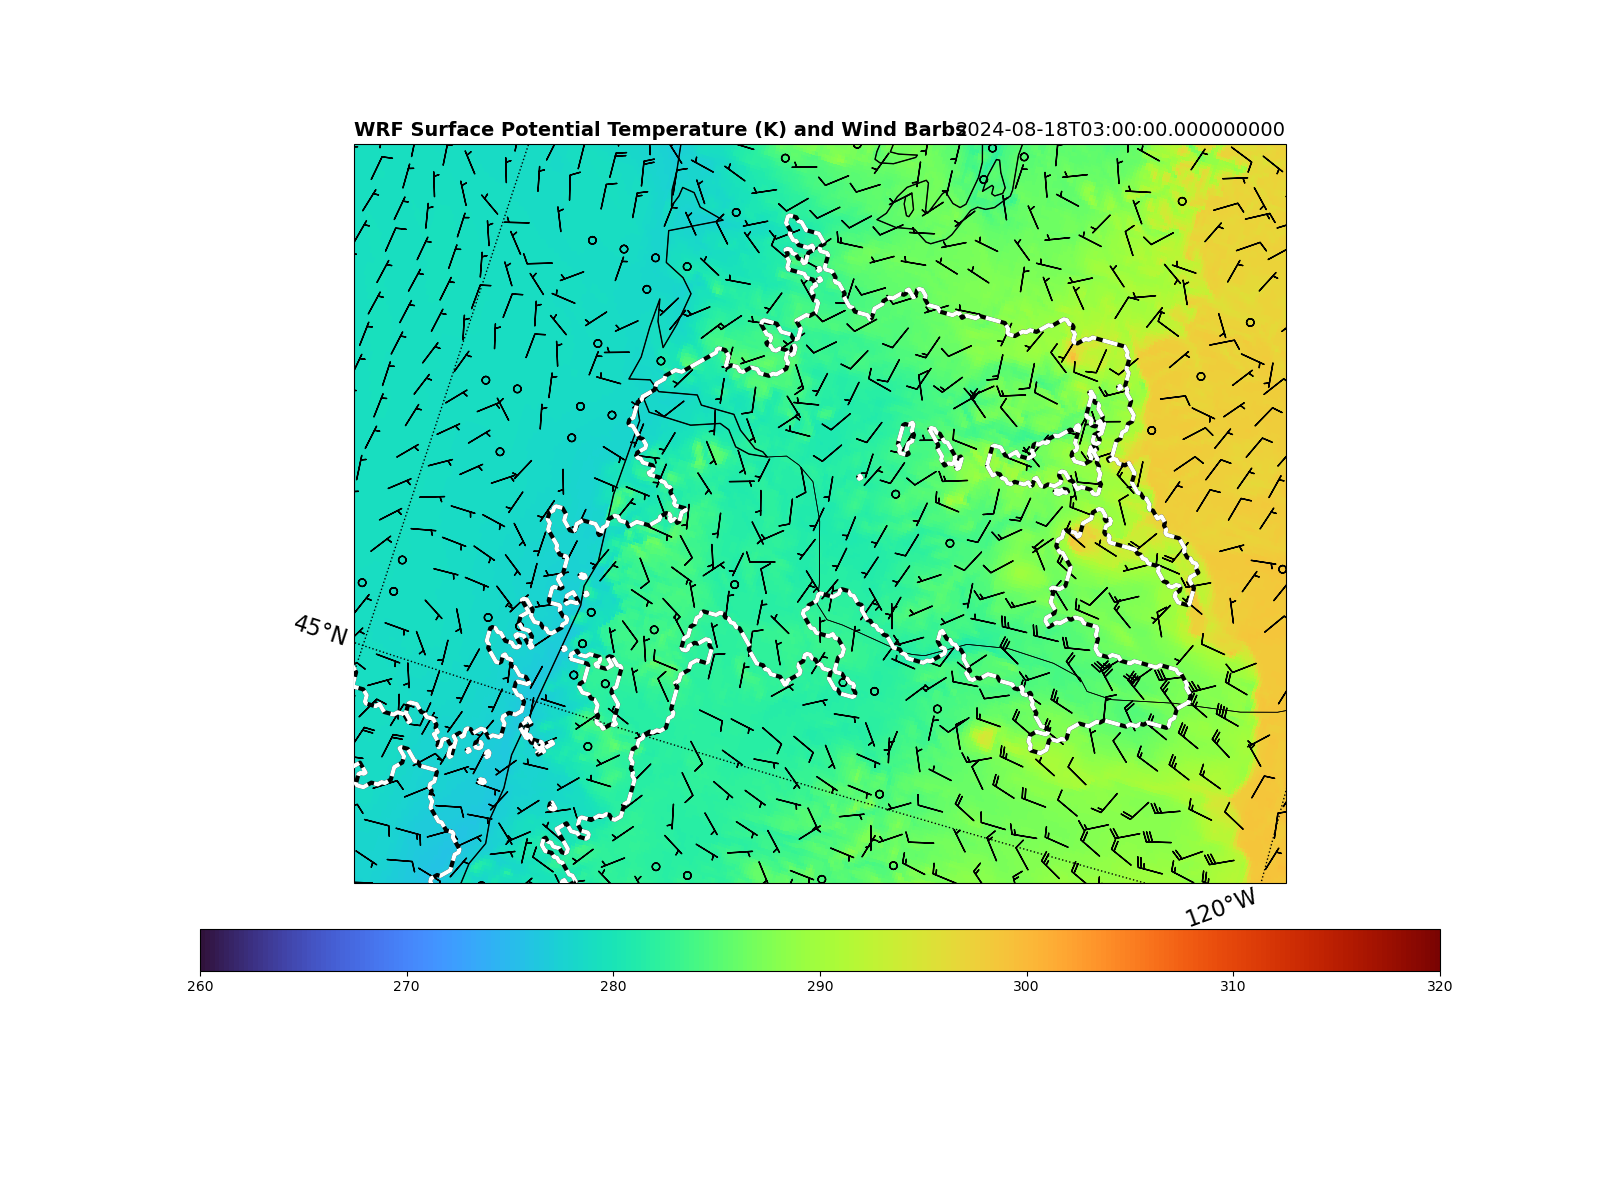 WRF Surface Potential Temperature (K) and Wind Barbs
2024-08-18T03:00:00.000000000
45°N
120°W
260 270 280 290 300 310 320